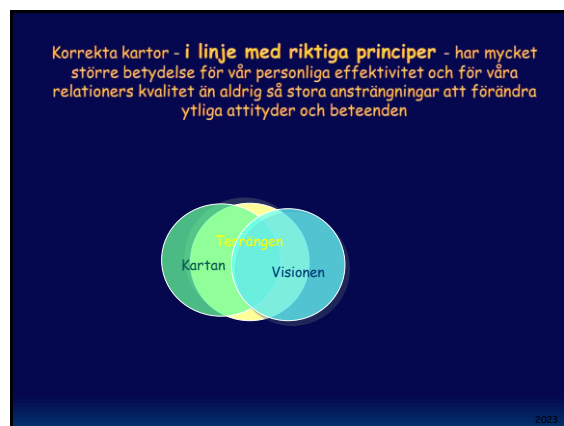 Korrekta kartor - i linje med riktiga principer - har mycket
större betydelse för vår personliga effektivitet och för våra
relationers kvalitet än aldrig så stora ansträngningar att förändra
ytliga attityder och beteenden
Terrängen
Kartan
Visionen
2023